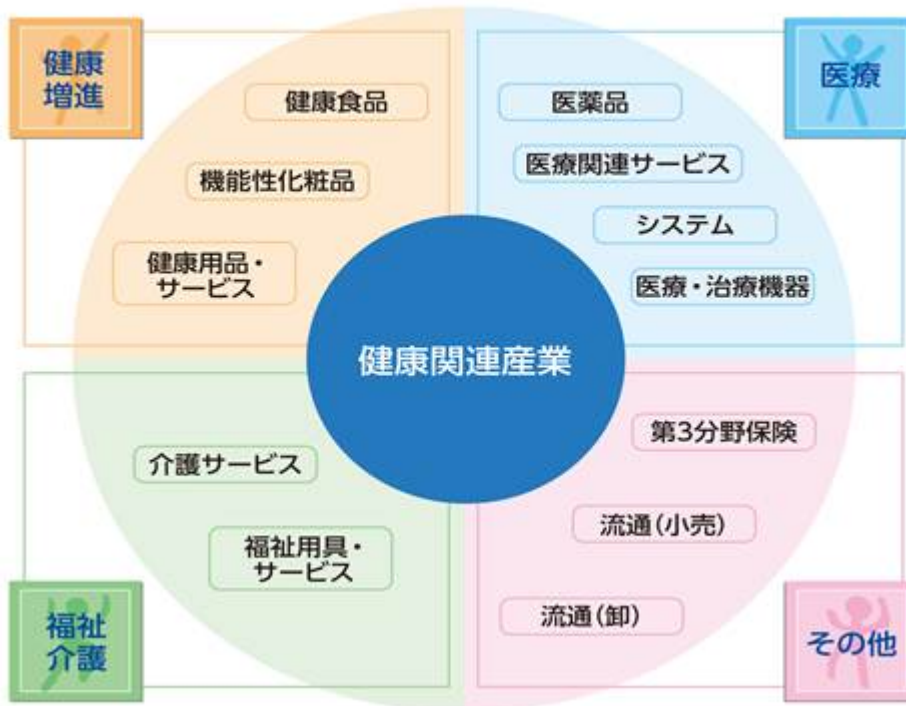 健康
増進
健康食品
機能性化粧品
健康用品・
サービス
医療
医薬品
医療関連サービス
システム
医療・治療機器
健康関連産業
介護サービス
福祉用具・
サービス
福祉
介護
第3分野保険
流通(小売)
流通(卸)
その他